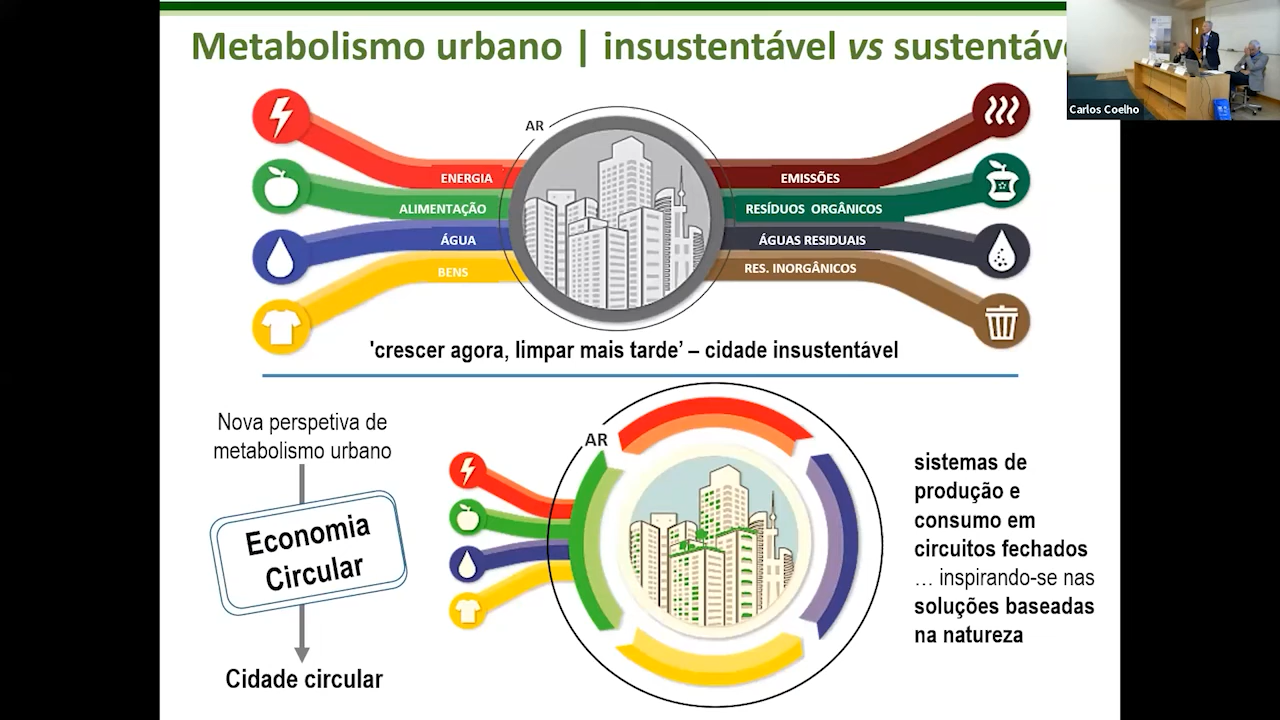 Metabolismo urbano | insustentável vs
Carlos Coelho
AR
ENERGIA
ALIMENTAÇÃO
ÁGUA
BENS
EMISSÕES
RESÍDUOS ORGÂNICOS
ÁGUAS RESIDUAIS
RES. INORGÂNICOS
'crescer agora, limpar mais tarde’ – cidade insustentável
Nova perspetiva de
metabolismo urbano
Economia
Circular
Cidade circular
AR
sistemas de
produção e
consumo em
circuitos fechados
… inspirando-se nas
soluções baseadas
na natureza